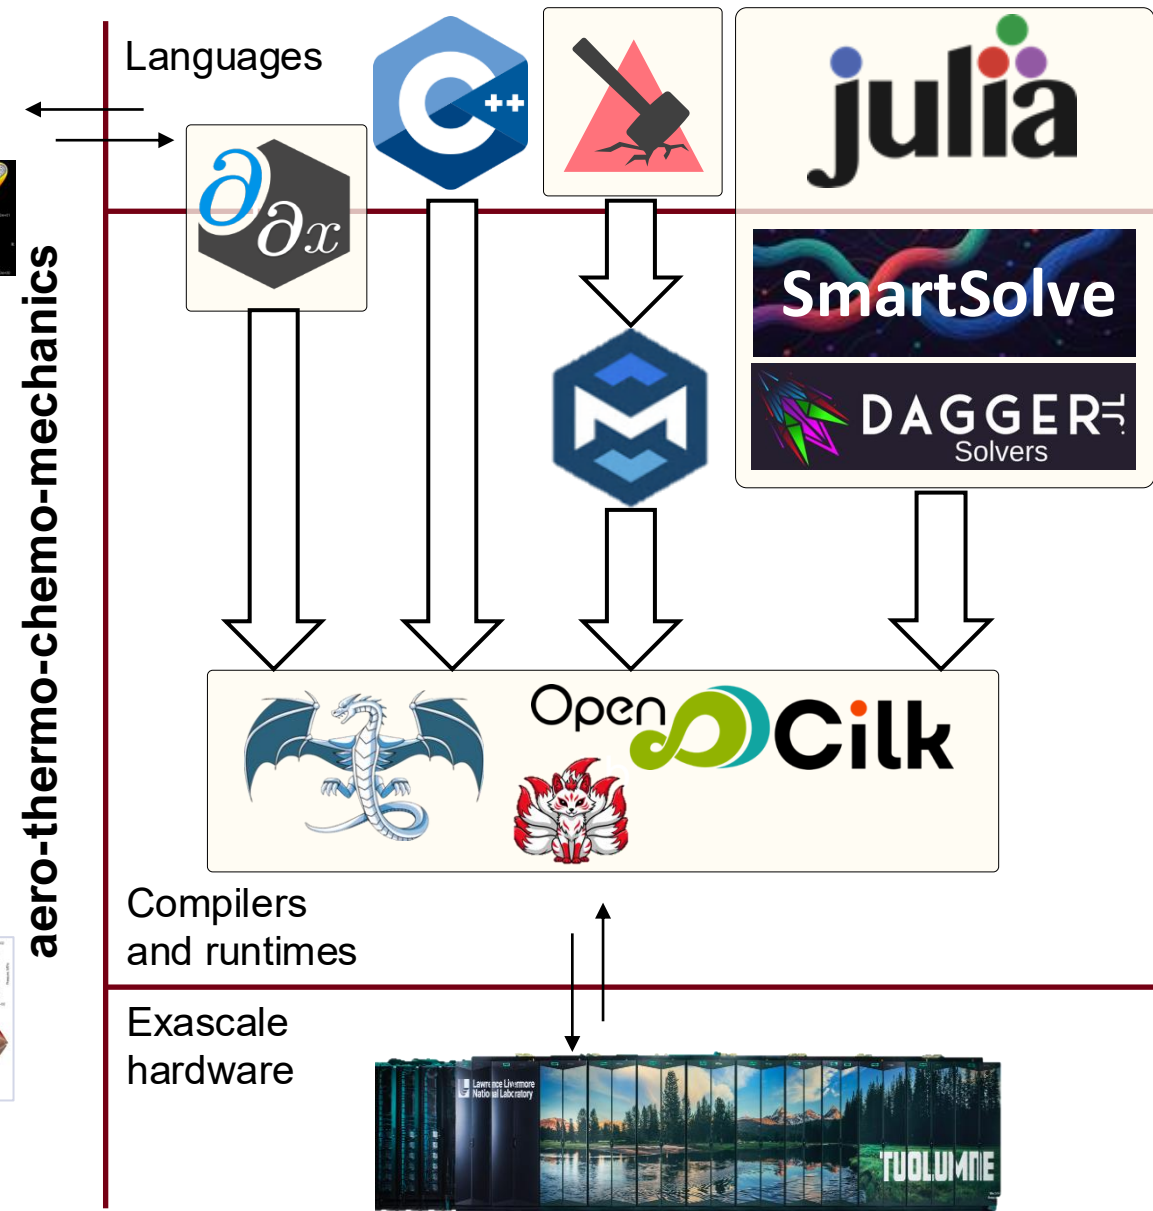 Languages
C++
julia
∂
∂x
SmartSolve
DAGGER.JL
Solvers
aero-thermo-chemo-mechanics
Open Cilk
Compilers
and runtimes
Exascale
hardware
Lawrence Livermore
National Laboratory
TUOLUMNE